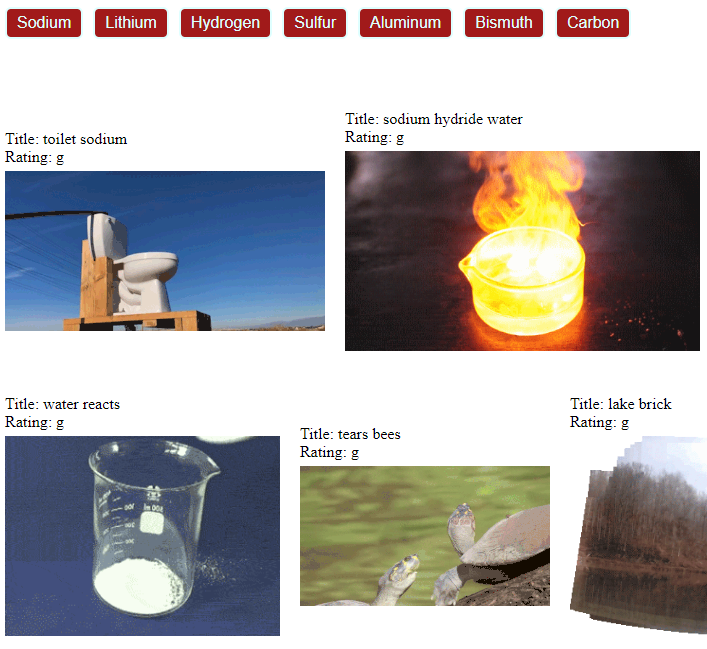 Sodium Lithium Hydrogen Sulfur Aluminum Bismuth Carbon
Title: toilet sodium
Rating: g
Title: sodium hydride water
Rating: g
Title: water reacts
Rating: g
Title: tears bees
Rating: g
Title: lake brick
Rating: g